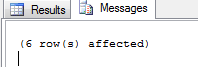 Results Messages
(6 row(s) affected)